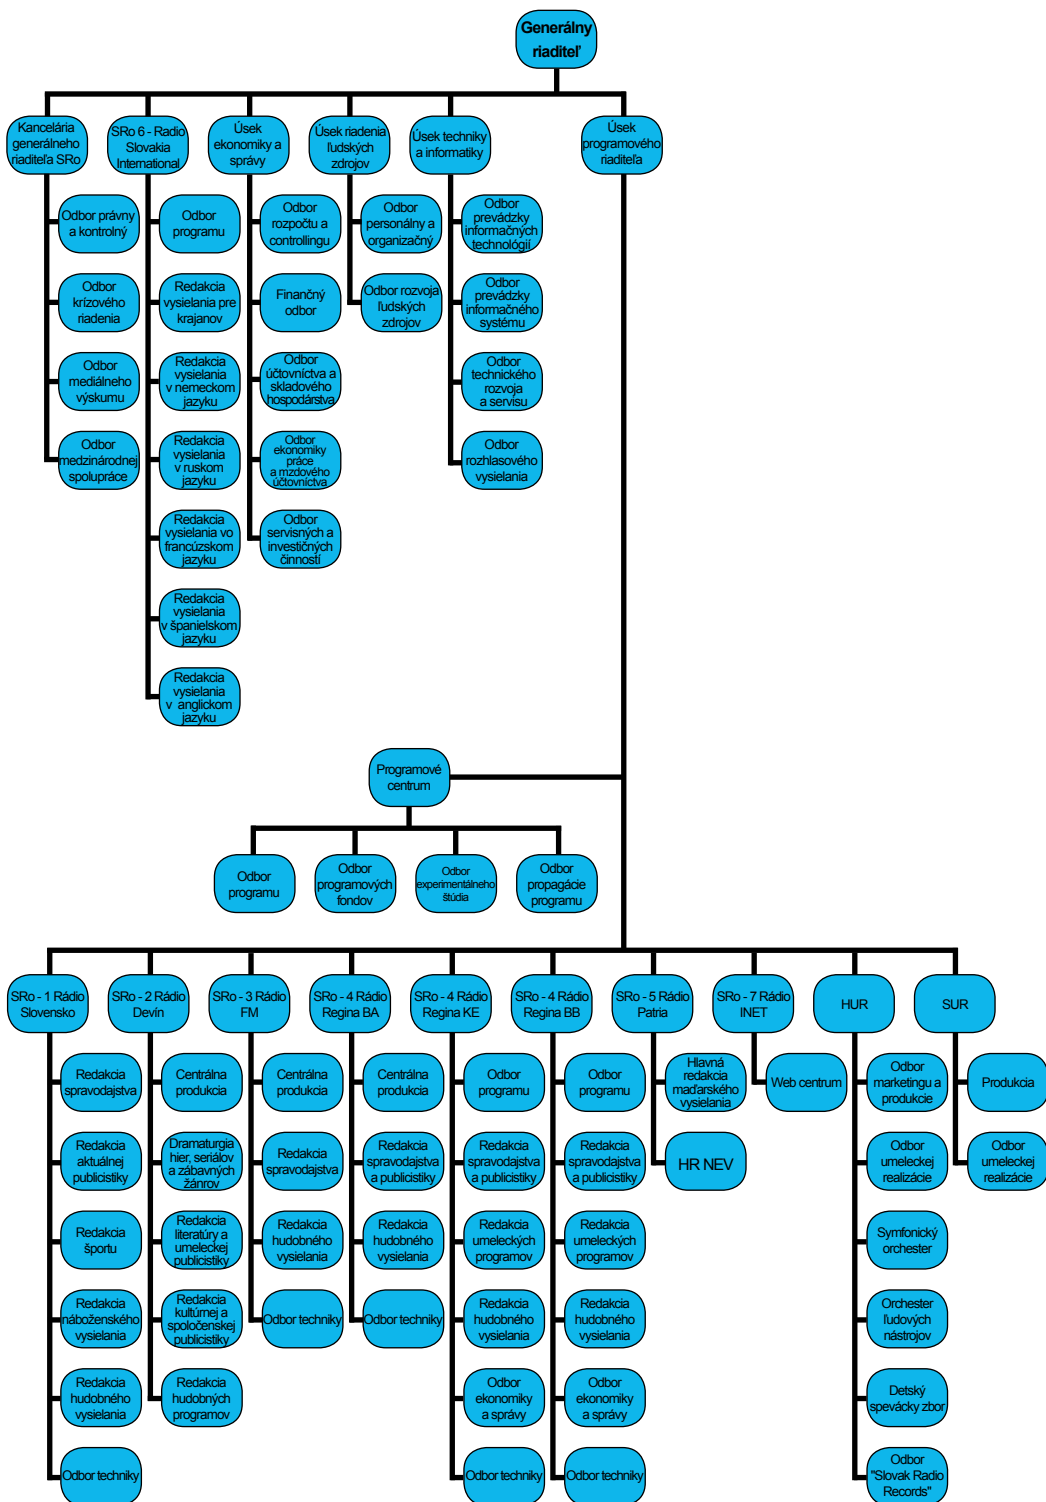 Generálny
riaditeľ
Kancelária
generálneho
riaditeľa SRo
SRo 6 - Radio
Slovakia
International
Úsek
ekonomiky a
správy
Úsek riadenia
ľudských
zdrojov
Úsek techniky
a informatiky
Úsek
programového
riaditeľa
Odbor právny
a kontrolný
Odbor
krízového
riadenia
Odbor
mediálneho
výskumu
Odbor
medzinárodnej
spolupráce
Odbor
programu
Redakcia
vysielania pre
krajanov
Redakcia
vysielania
v nemeckom
jazyku
Redakcia
vysielania
v ruskom
jazyku
Redakcia
vysielania vo
francúzskom
jazyku
Redakcia
vysielania
v španielskom
jazyku
Redakcia
vysielania
v anglickom
jazyku
Odbor
rozpočtu a
controllingu
Finančný
odbor
Odbor
účtovníctva a
skladového
hospodárstva
Odbor
ekonomiky
práce
a mzdového
účtovníctva
Odbor
servisných a
investičných
činností
Odbor
personálny a
organizačný
Odbor rozvoja
ľudských
zdrojov
Odbor
prevádzky
informačných
technológií
Odbor
prevádzky
informačného
systému
Odbor
technického
rozvoja
a servisu
Odbor
rozhlasového
vysielania
Programové
centrum
Odbor
programu
Odbor
programových
fondov
Odbor
experimentálneho
štúdia
Odbor
propagácie
programu
SRo - 1 Rádio
Slovensko
SRo - 2 Rádio
Devín
SRo - 3 Rádio
FM
SRo - 4 Rádio
Regina BA
SRo - 4 Rádio
Regina KE
SRo - 4 Rádio
Regina BB
SRo - 5 Rádio
Patria
SRo - 7 Rádio
INET
HUR
SUR
Redakcia
spravodajstva
Redakcia
aktuálnej
publicistiky
Redakcia
športu
Redakcia
náboženského
vysielania
Redakcia
hudobného
vysielania
Odbor techniky
Centrálna
produkcia
Dramaturgia
hier, seriálov
a zábavných
žánrov
Redakcia
literatúry a
umeleckej
publicistiky
Redakcia
kultúrnej a
spoločenskej
publicistiky
Redakcia
hudobných
programov
Centrálna
produkcia
Redakcia
spravodajstva
Redakcia
hudobného
vysielania
Odbor techniky
Centrálna
produkcia
Redakcia
spravodajstva
a publicistiky
Redakcia
hudobného
vysielania
Odbor techniky
Odbor
programu
Redakcia
spravodajstva
a publicistiky
Redakcia
umeleckých
programov
Redakcia
hudobného
vysielania
Odbor
ekonomiky
a správy
Odbor techniky
Odbor
programu
Redakcia
spravodajstva
a publicistiky
Redakcia
umeleckých
programov
Redakcia
hudobného
vysielania
Odbor
ekonomiky
a správy
Odbor techniky
Hlavná
redakcia
maďarského
vysielania
HR NEV
Web centrum
Odbor
marketingu a
produkcie
Odbor
umeleckej
realizácie
Symfonický
orchester
Orchester
ľudových
nástrojov
Detský
spevácky zbor
Odbor
"Slovak Radio
Records"
Produkcia
Odbor
umeleckej
realizácie